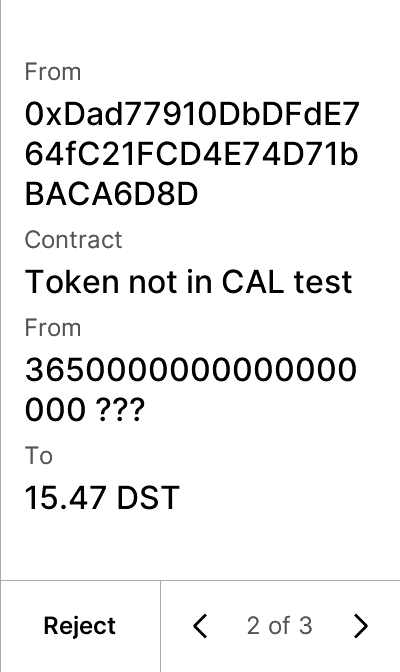 From
0xDad77910DbDFdE7
64fC21FCD4E74D71b
BACA6D8D
Contract
Token not in CAL test
From
3650000000000000
000 ???
To
15.47 DST
Reject
2 of 3